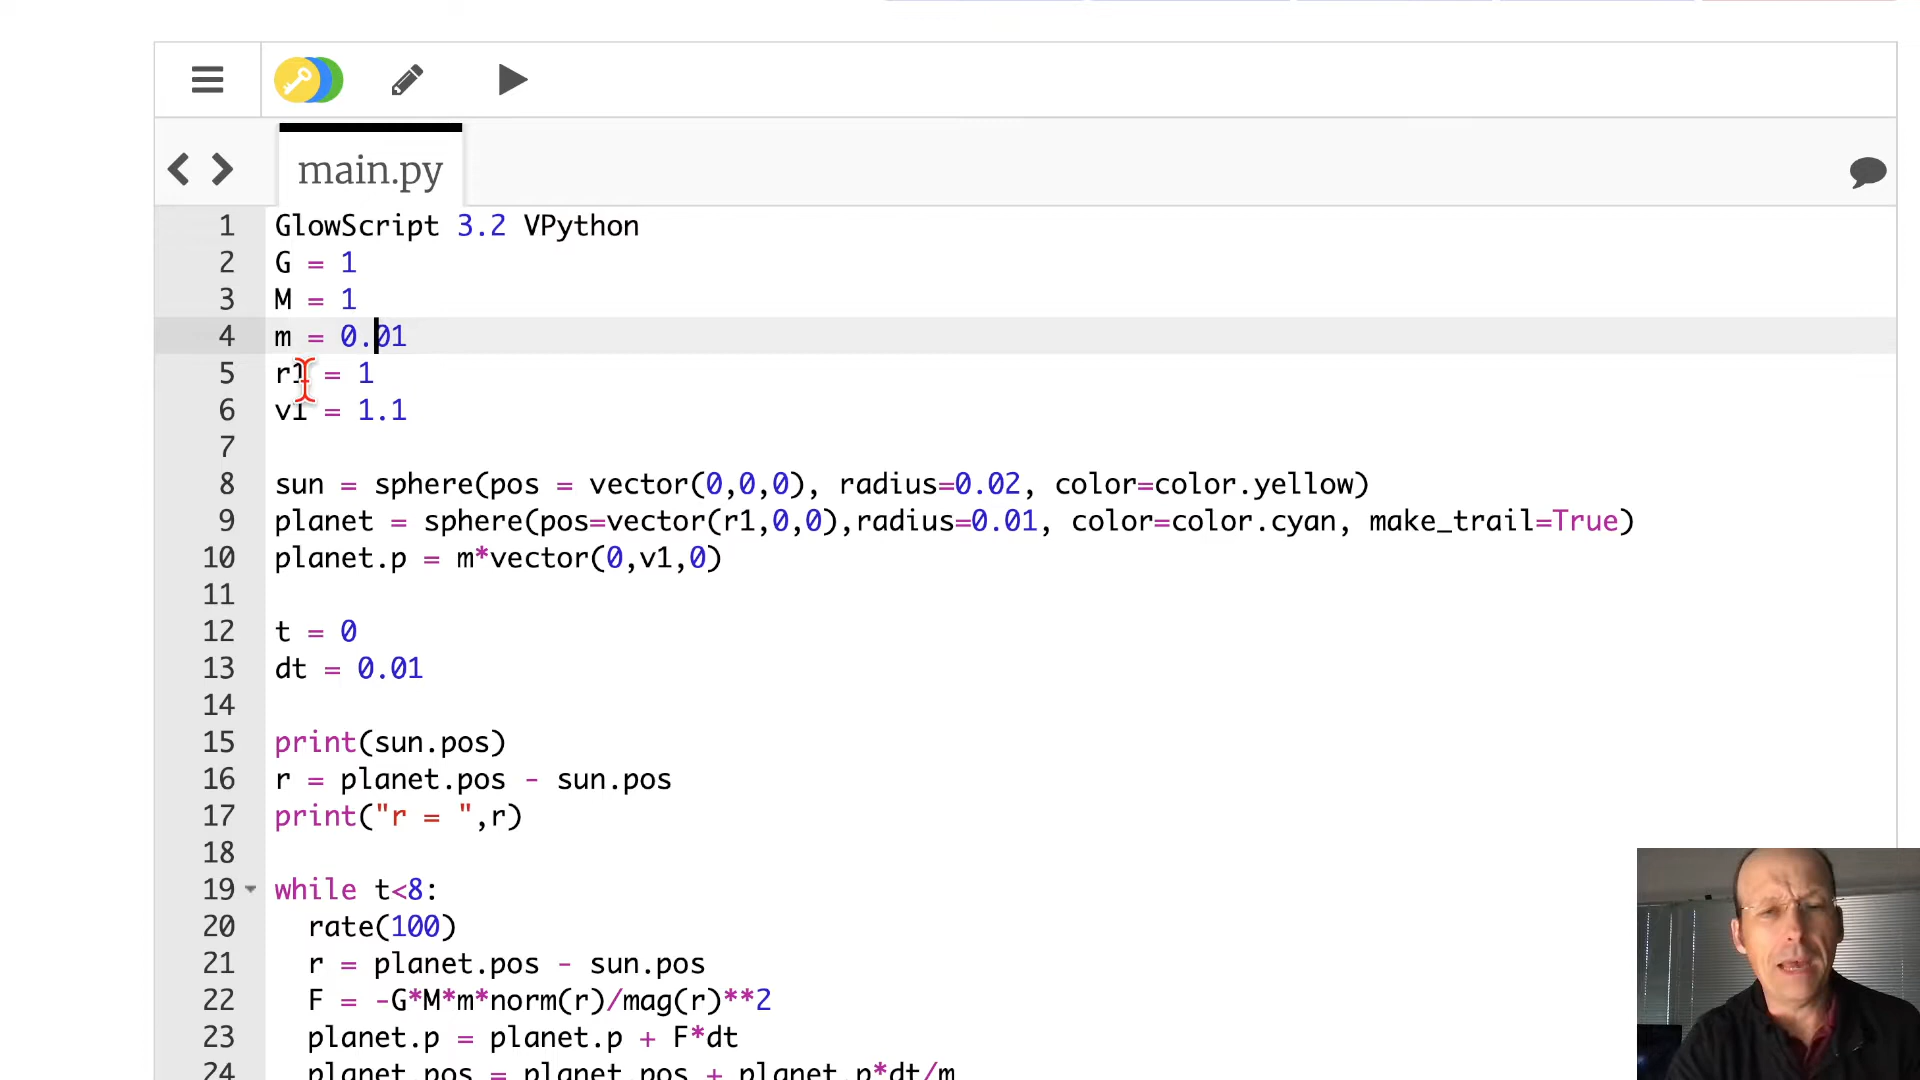 main.py
1 GlowScript 3.2 VPython
2 G = 1
3 M = 1
4 m = 0.01
5 r1 = 1
6 v1 = 1.1
7
8 sun = sphere(pos = vector(0,0,0), radius=0.02, color=color.yellow)
9 planet = sphere(pos=vector(r1,0,0),radius=0.01, color=color.cyan, make_trail=True)
10 planet.p = m*vector(0,v1,0)
11
12 t = 0
13 dt = 0.01
14
15 print(sun.pos)
16 r = planet.pos - sun.pos
17 print("r = ",r)
18
19 while t<8:
20 rate(100)
21 r = planet.pos - sun.pos
22 F = -G*M*m*norm(r)/mag(r)**2
23 planet.p = planet.p + F*dt
24 planet.pos = planet.pos + planet.p*dt/m